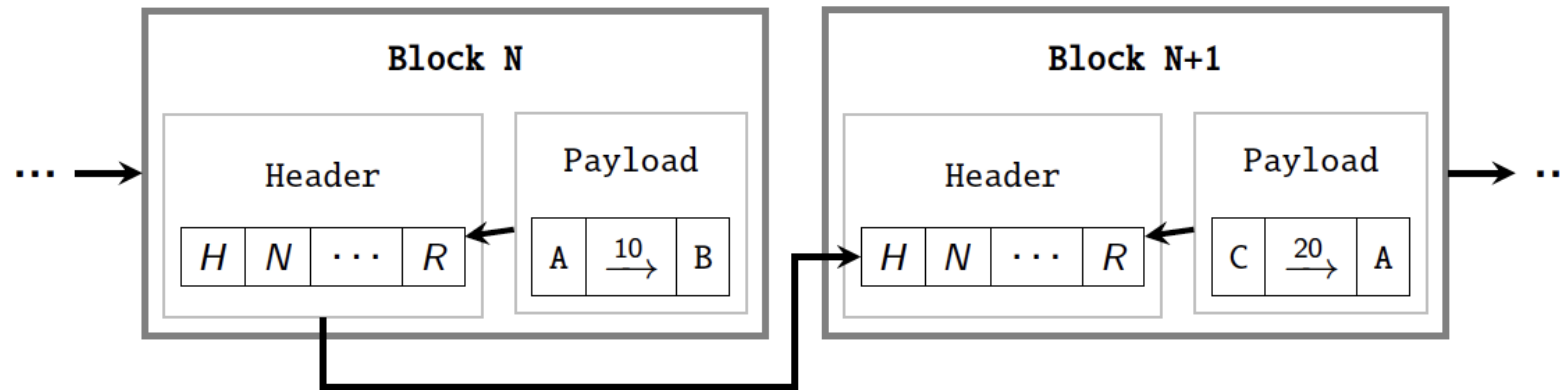 Block N
Block N+1
... Header Payload Header Payload ..
H N ... R A 10 B H N ... R C 20 A